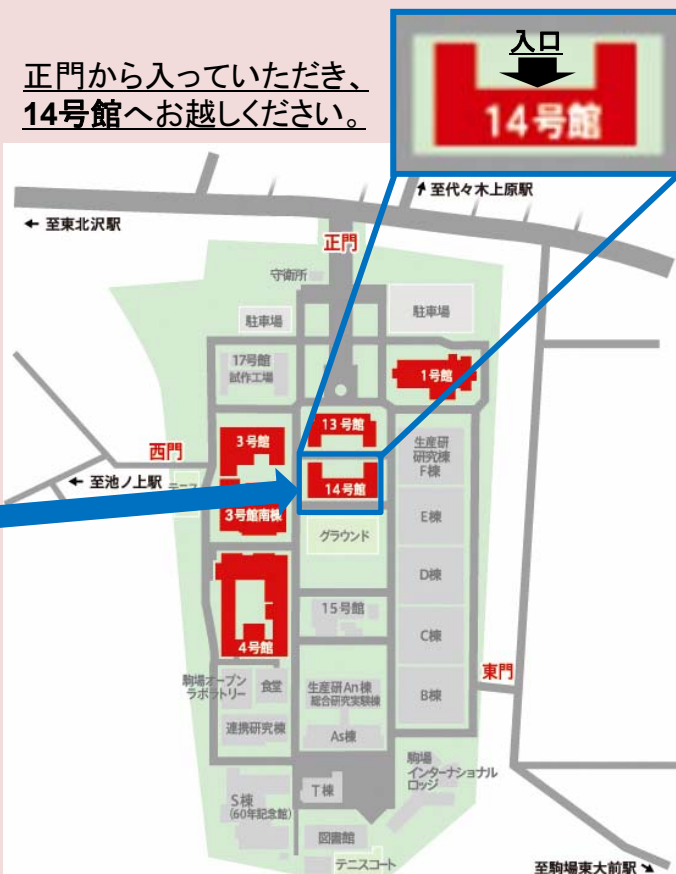 正門から入っていただき、
14号館へお越しください。
入口
14号館
↗ 至代々木上原駅
← 至東北沢駅
正門
守衛所
駐車場
駐車場
17号館
試作工場
1号館
13号館
3号館
西門
生産研
研究棟
F棟
← 至池ノ上駅
テニス
14号館
3号館南棟
グラウンド
E棟
D棟
15号館
C棟
4号館
東門
駒場オープン
ラボラトリー
食堂
生産研An棟
総合研究実験棟
B棟
連携研究棟
As棟
駒場
インターナショナル
ロッジ
T棟
S棟
(60年記念館)
図書館
テニスコート
至駒場東大前駅 ↘